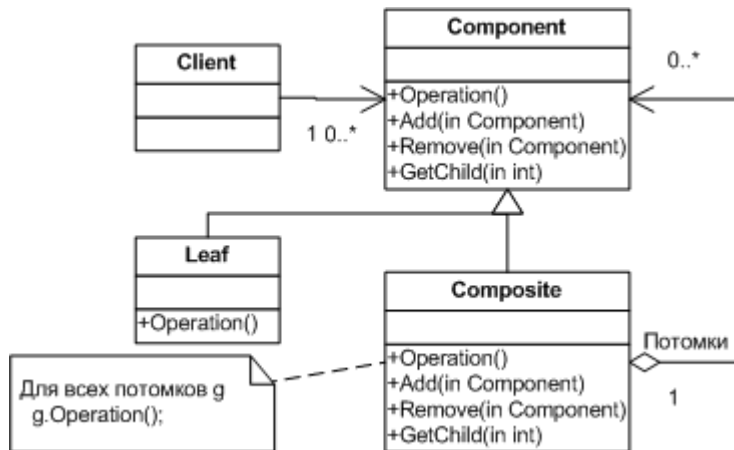 Component
Client
+Operation()
+Add(in Component)
+Remove(in Component)
+GetChild(in int)
0..*
1 0..*
Leaf
+Operation()
Composite
+Operation()
+Add(in Component)
+Remove(in Component)
+GetChild(in int)
Потомки
1
Для всех потомков g
g.Operation();